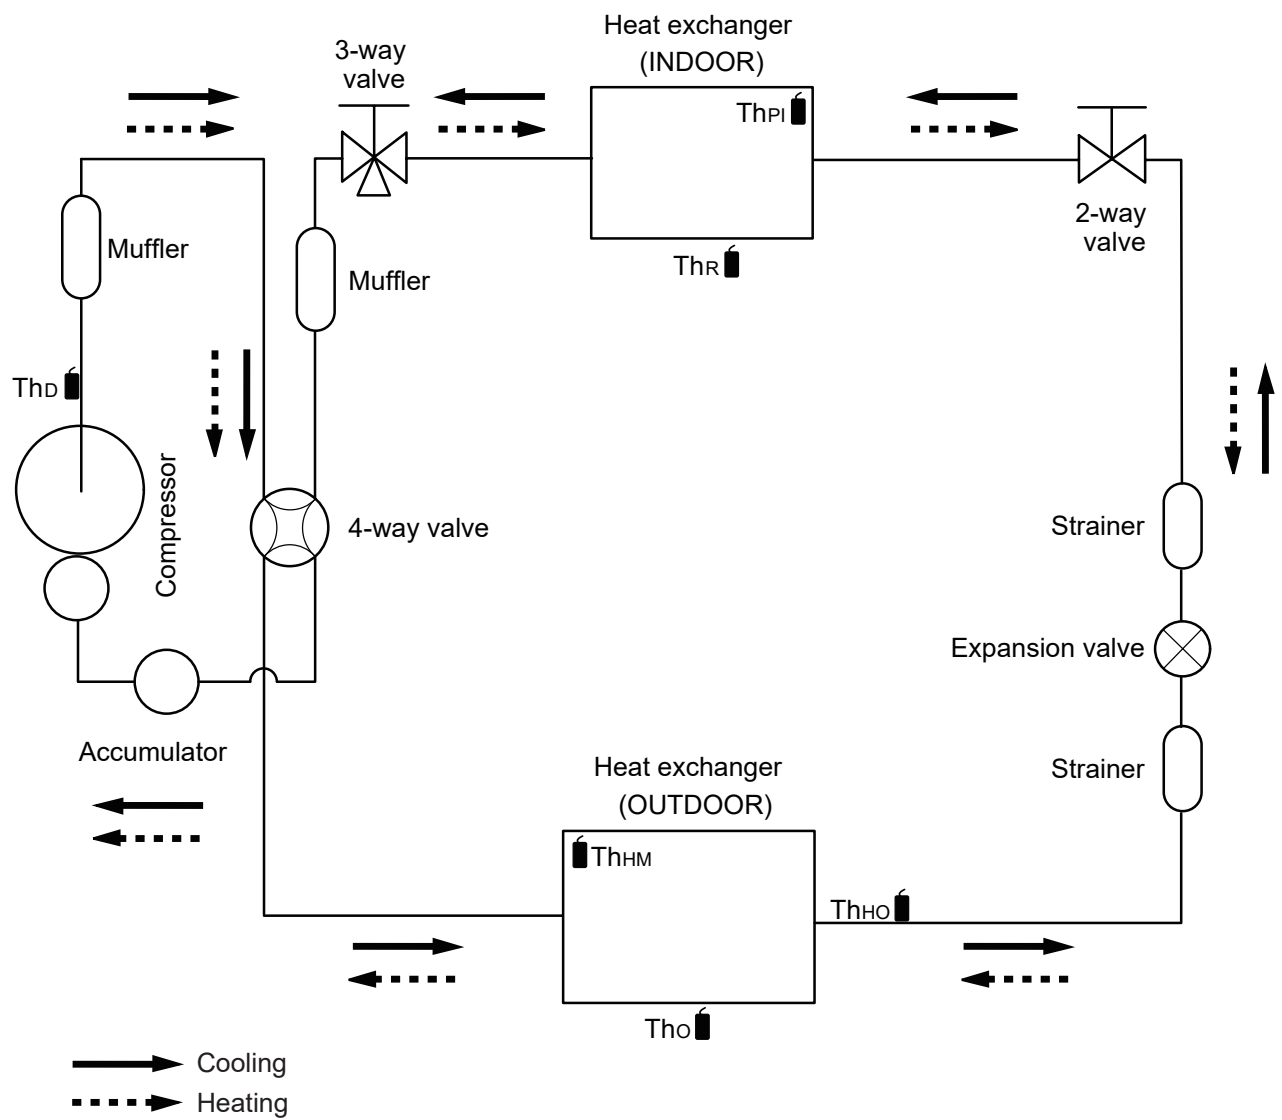 Heat exchanger
(INDOOR)
3-way
valve
ThPI
2-way
valve
Muffler
Muffler
ThR
ThD
Compressor
4-way valve
Strainer
Expansion valve
Strainer
Accumulator
Heat exchanger
(OUTDOOR)
ThHM
ThHO
ThO
Cooling
Heating